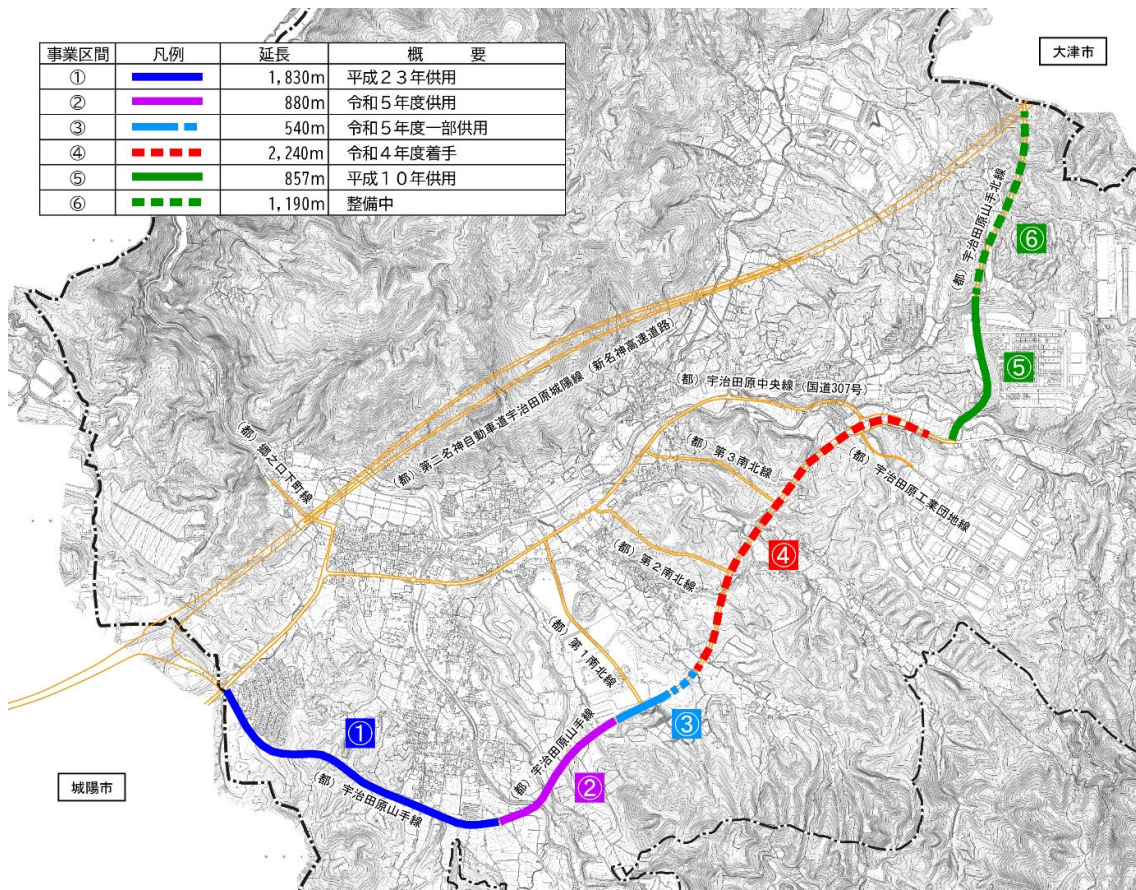 事業区間 凡例 延長 概 要
① 1,830m 平成23年供用
② 880m 令和5年度供用
③ 540m 令和5年度一部供用
④ 2,240m 令和4年度着手
⑤ 857m 平成10年供用
⑥ 1,190m 整備中
大津市
(都)宇治田原山手北線
⑥
⑤
(都)第二名神自動車道宇治田原城陽線(新名神高速道路)
(都)宇治田原中央線(国道307号)
(都)郷之口下町線
(都)第3南北線
(都)宇治田原工業団地線
④
(都)第2南北線
(都)第1南北線
③
①
(都)宇治田原山手線
②
(都)宇治田原山手線
城陽市